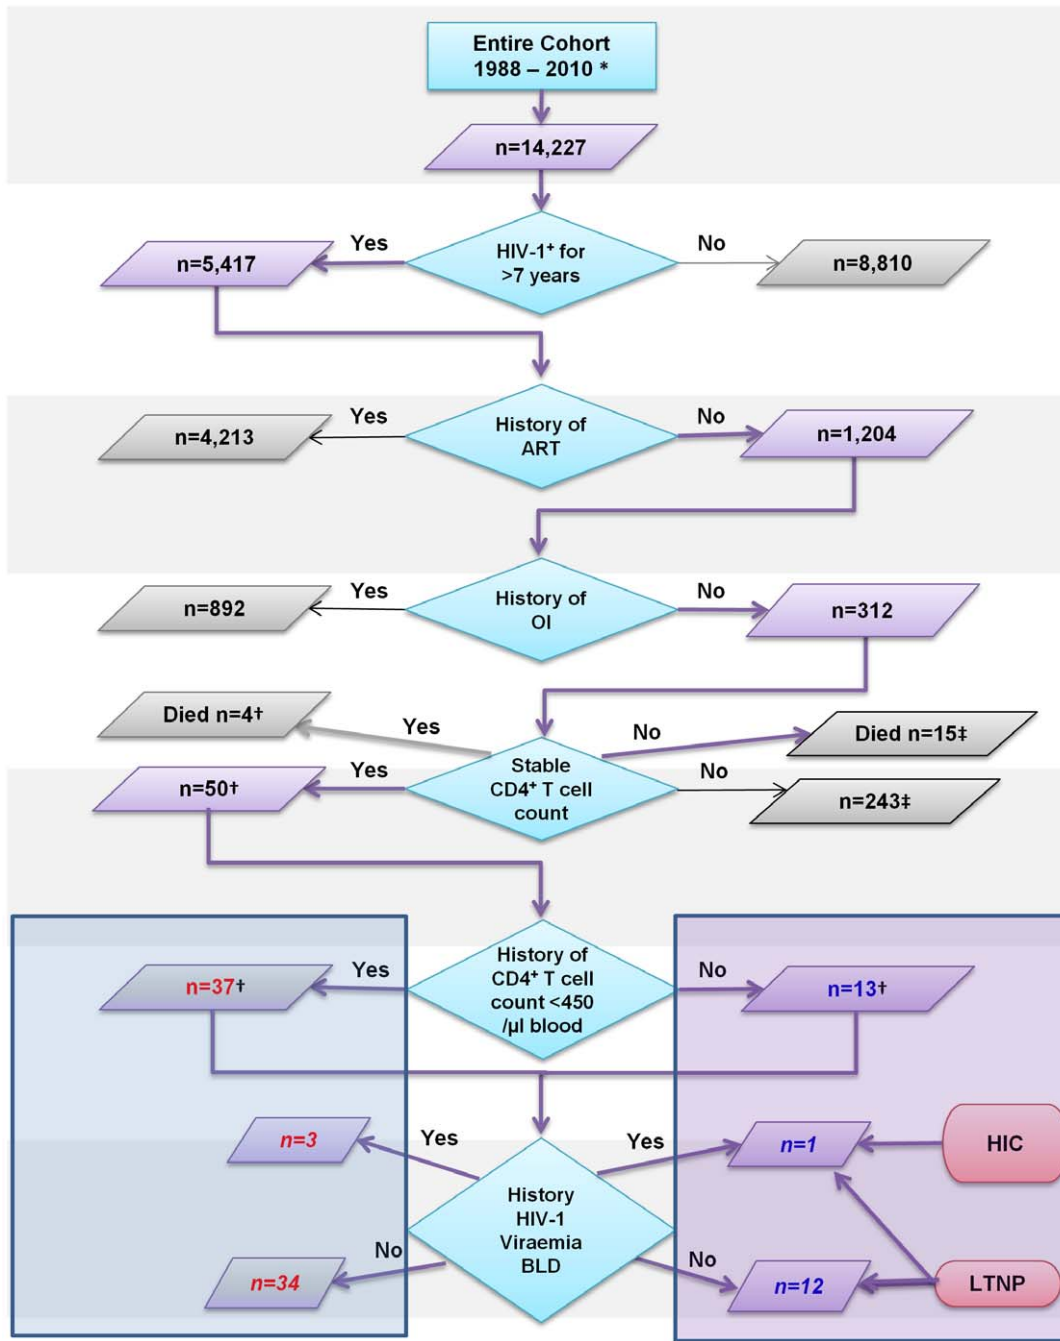 Entire Cohort
1988 – 2010 *
n=14,227
Yes
HIV-1⁺ for
>7 years
No
n=5,417
n=8,810
Yes
History of
ART
No
n=4,213
n=1,204
Yes
History of
OI
No
n=892
n=312
Died n=4†
Yes
No
Died n=15‡
n=50†
Yes
Stable
CD4⁺ T cell
count
No
n=243‡
n=37†
Yes
History of
CD4⁺ T cell
count <450
/µl blood
No
n=13†
n=3
Yes
Yes
n=1
HIC
History
HIV-1
Viraemia
BLD
n=34
No
No
n=12
LTNP